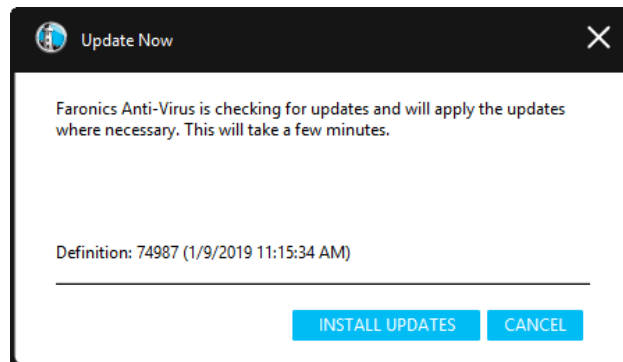 Update Now
Faronics Anti-Virus is checking for updates and will apply the updates
where necessary. This will take a few minutes.
Definition: 74987 (1/9/2019 11:15:34 AM)
INSTALL UPDATES CANCEL